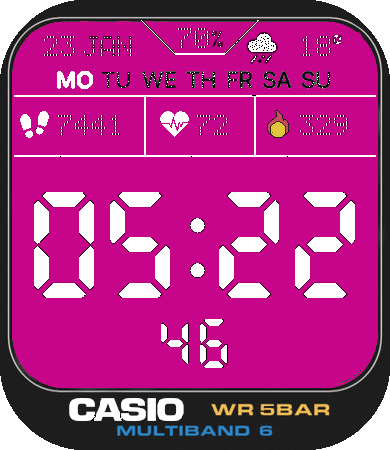 23 JAN 70% 18°
MO TU WE TH FR SA SU
7441 72 329
05:22
46
CASIO WR 5BAR
MULTIBAND 6